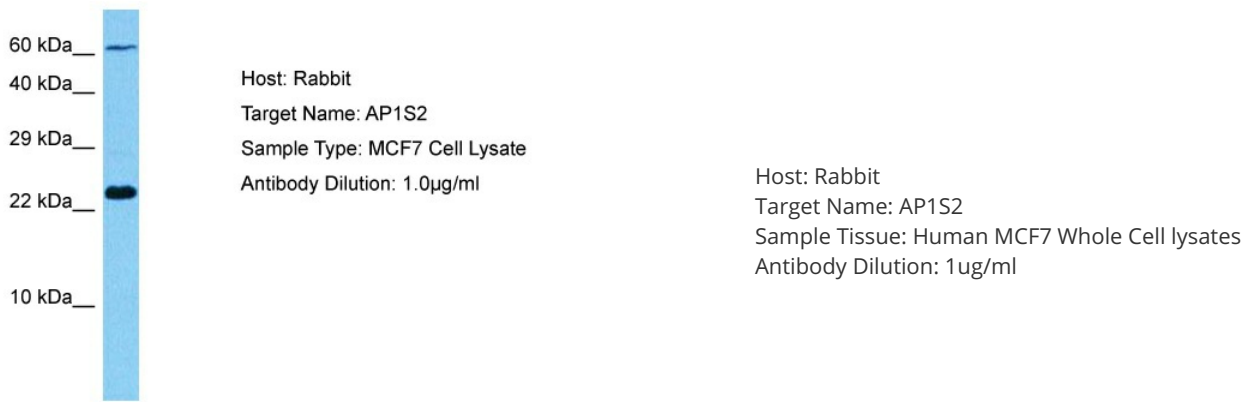 60 kDa__
40 kDa__
29 kDa__
22 kDa__
10 kDa__
Host: Rabbit
Target Name: AP1S2
Sample Type: MCF7 Cell Lysate
Antibody Dilution: 1.0µg/ml
Host: Rabbit
Target Name: AP1S2
Sample Tissue: Human MCF7 Whole Cell lysates
Antibody Dilution: 1ug/ml